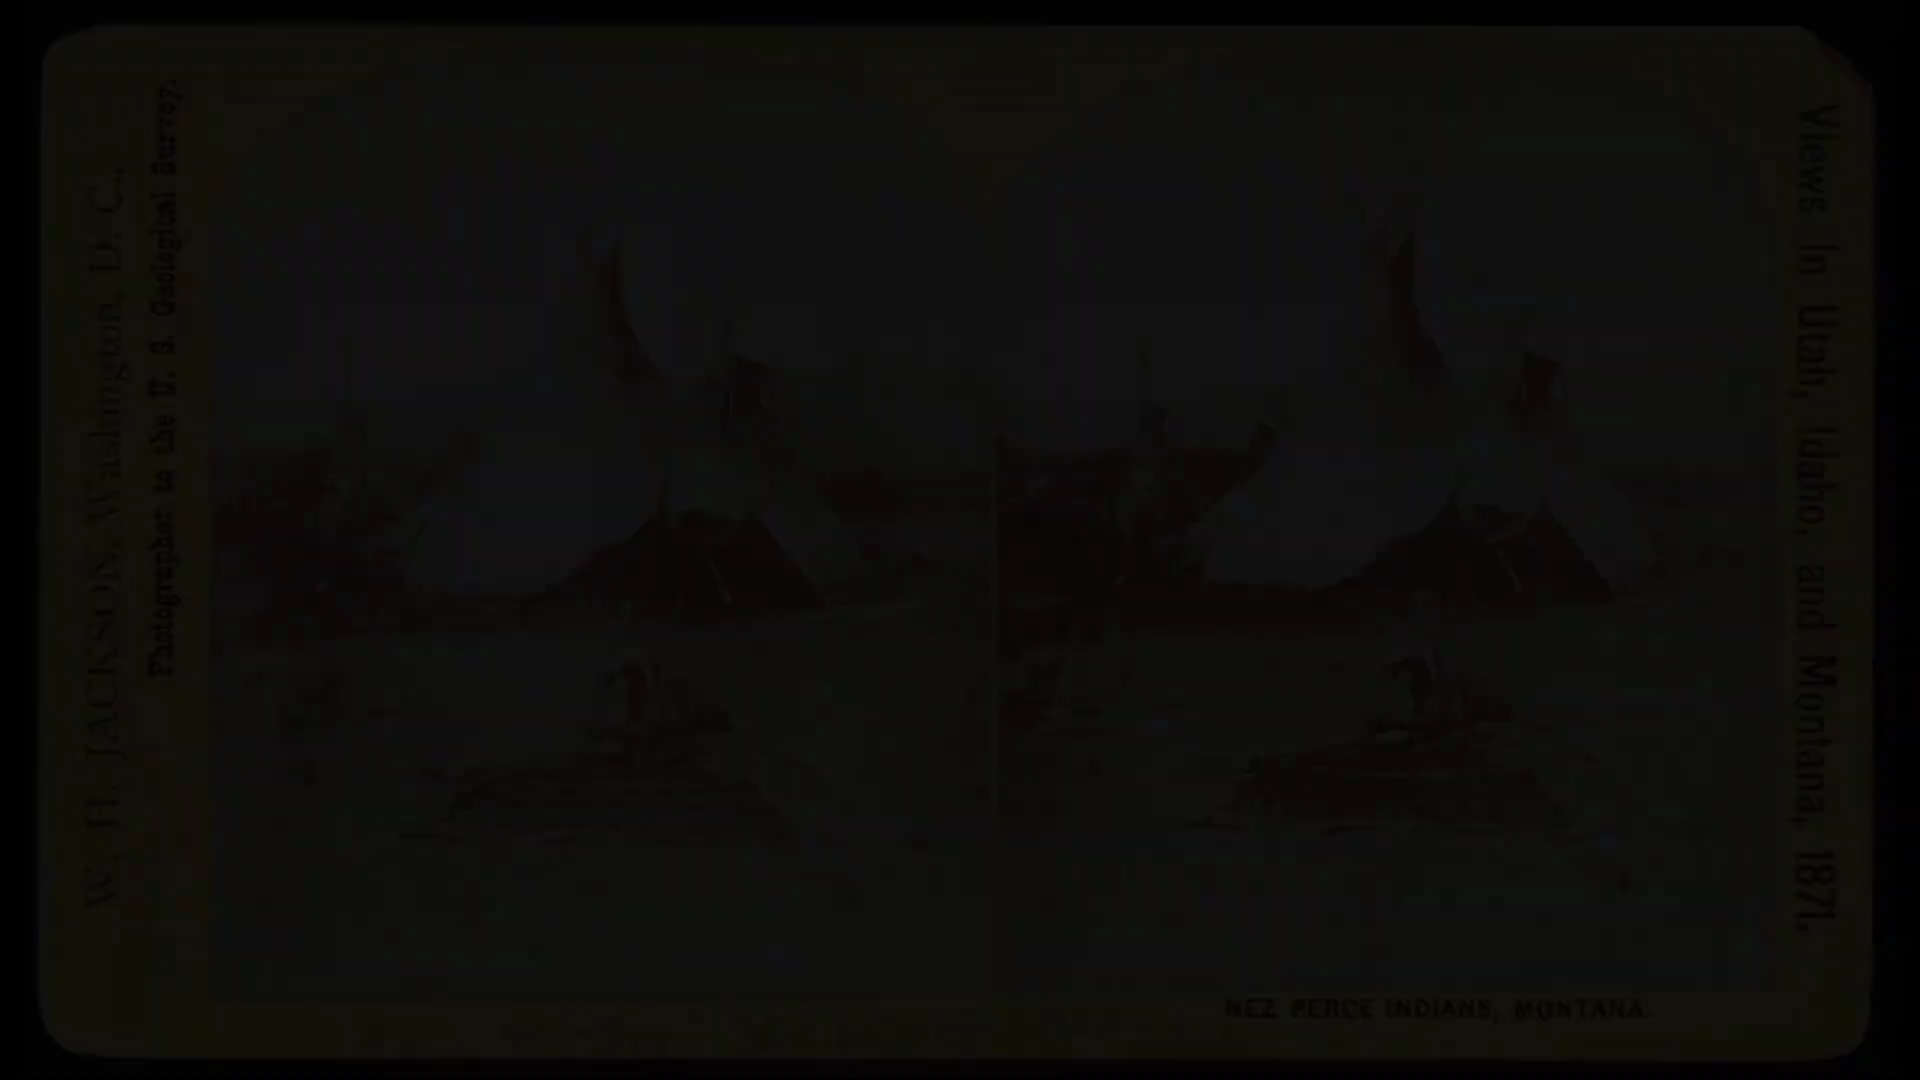 W. H. JACKSON, Washington, D. C.,
Photographer to the U. S. Geological Survey.
Views in Utah, Idaho, and Montana, 1871.
NEZ PERCE INDIANS, MONTANA.